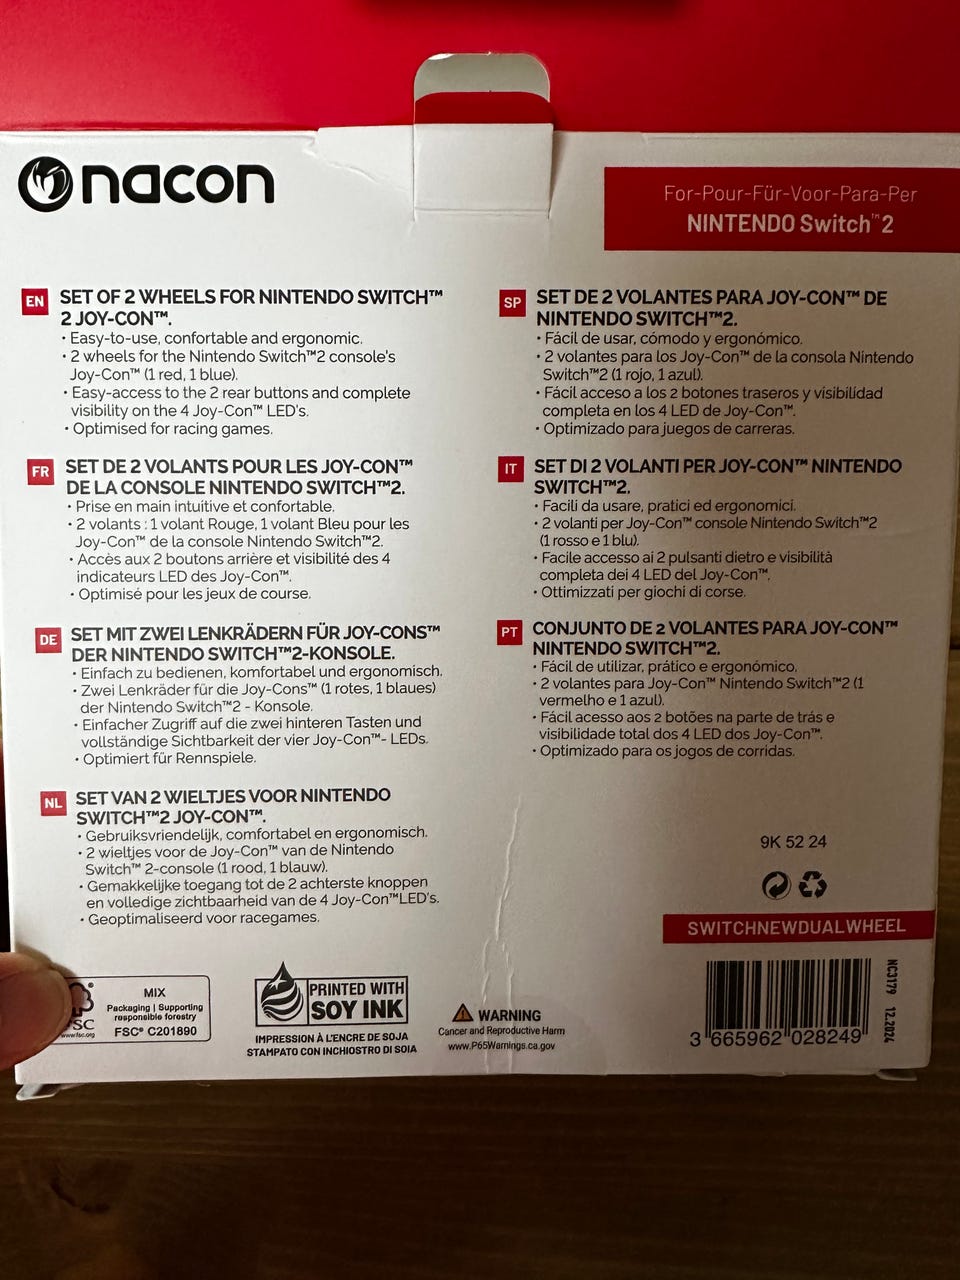 nacon
For-Pour-Für-Voor-Para-Per
NINTENDO Switch™ 2
EN
SET OF 2 WHEELS FOR NINTENDO SWITCH™
2 JOY-CON™.
• Easy-to-use, confortable and ergonomic.
• 2 wheels for the Nintendo Switch™2 console's
Joy-Con™ (1 red, 1 blue).
• Easy-access to the 2 rear buttons and complete
visibility on the 4 Joy-Con™ LED's.
• Optimised for racing games.
FR
SET DE 2 VOLANTS POUR LES JOY-CON™
DE LA CONSOLE NINTENDO SWITCH™2.
• Prise en main intuitive et confortable.
• 2 volants : 1 volant Rouge, 1 volant Bleu pour les
Joy-Con™ de la console Nintendo Switch™2.
• Accès aux 2 boutons arrière et visibilité des 4
indicateurs LED des Joy-Con™.
• Optimisé pour les jeux de course.
DE
SET MIT ZWEI LENKRÄDERN FÜR JOY-CONS™
DER NINTENDO SWITCH™2-KONSOLE.
• Einfach zu bedienen, komfortabel und ergonomisch.
• Zwei Lenkräder für die Joy-Cons™ (1 rotes, 1 blaues)
der Nintendo Switch™2 - Konsole.
• Einfacher Zugriff auf die zwei hinteren Tasten und
vollständige Sichtbarkeit der vier Joy-Con™- LEDs.
• Optimiert für Rennspiele.
NL
SET VAN 2 WIELTJES VOOR NINTENDO
SWITCH™2 JOY-CON™.
• Gebruiksvriendelijk, comfortabel en ergonomisch.
• 2 wieltjes voor de Joy-Con™ van de Nintendo
Switch™ 2-console (1 rood, 1 blauw).
• Gemakkelijke toegang tot de 2 achterste knoppen
en volledige zichtbaarheid van de 4 Joy-Con™LED's.
• Geoptimaliseerd voor racegames.
SP
SET DE 2 VOLANTES PARA JOY-CON™ DE
NINTENDO SWITCH™2.
• Fácil de usar, cómodo y ergonómico.
• 2 volantes para los Joy-Con™ de la consola Nintendo
Switch™2 (1 rojo, 1 azul).
• Fácil acceso a los 2 botones traseros y visibilidad
completa en los 4 LED de Joy-Con™.
• Optimizado para juegos de carreras.
IT
SET DI 2 VOLANTI PER JOY-CON™ NINTENDO
SWITCH™2.
• Facili da usare, pratici ed ergonomici.
• 2 volanti per Joy-Con™ console Nintendo Switch™2
(1 rosso e 1 blu).
• Facile accesso ai 2 pulsanti dietro e visibilità
completa dei 4 LED del Joy-Con™.
• Ottimizzati per giochi di corse.
PT
CONJUNTO DE 2 VOLANTES PARA JOY-CON™
NINTENDO SWITCH™2.
• Fácil de utilizar, prático e ergonómico.
• 2 volantes para Joy-Con™ Nintendo Switch™2 (1
vermelho e 1 azul).
• Fácil acesso aos 2 botões na parte de trás e
visibilidade total dos 4 LED dos Joy-Con™.
• Optimizado para os jogos de corridas.
9K 52 24
SWITCHNEWDUALWHEEL
3 665962 028249
NC3179 12.2024
FSC
www.fsc.org
MIX
Packaging | Supporting
responsible forestry
FSC® C201890
PRINTED WITH
SOY INK
IMPRESSION À L'ENCRE DE SOJA
STAMPATO CON INCHIOSTRO DI SOIA
WARNING
Cancer and Reproductive Harm
www.P65Warnings.ca.gov